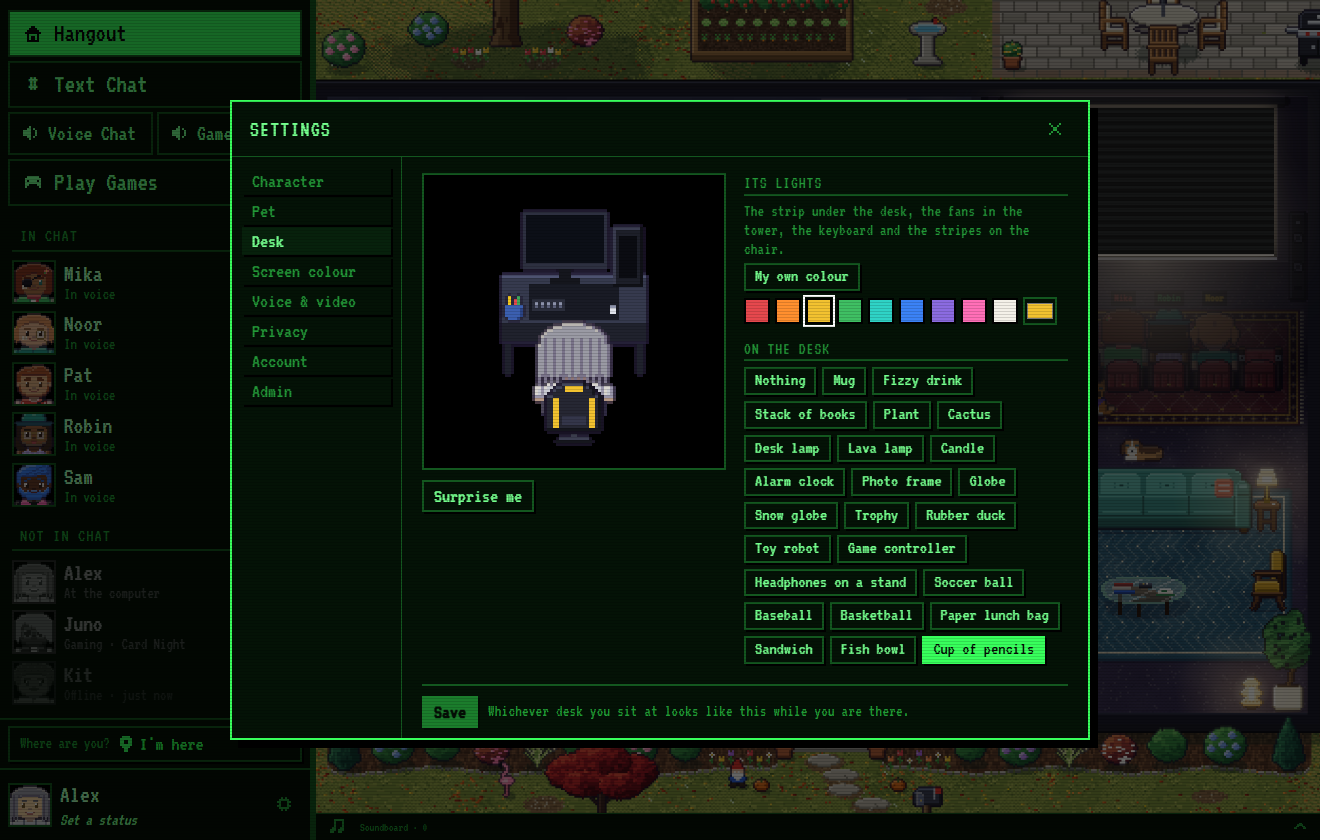 Hangout
Text Chat
Voice Chat
Game
Play Games
IN CHAT
Mika
In voice
Noor
In voice
Pat
In voice
Robin
In voice
Sam
In voice
NOT IN CHAT
Alex
At the computer
Juno
Gaming · Card Night
Kit
Offline · just now
Where are you? I'm here
Alex
Set a status
SETTINGS
Character
Pet
Desk
Screen colour
Voice & video
Privacy
Account
Admin
Surprise me
ITS LIGHTS
The strip under the desk, the fans in the
tower, the keyboard and the stripes on the
chair.
My own colour
ON THE DESK
Nothing Mug Fizzy drink
Stack of books Plant Cactus
Desk lamp Lava lamp Candle
Alarm clock Photo frame Globe
Snow globe Trophy Rubber duck
Toy robot Game controller
Headphones on a stand Soccer ball
Baseball Basketball Paper lunch bag
Sandwich Fish bowl Cup of pencils
Save Whichever desk you sit at looks like this while you are there.
Soundboard · 0